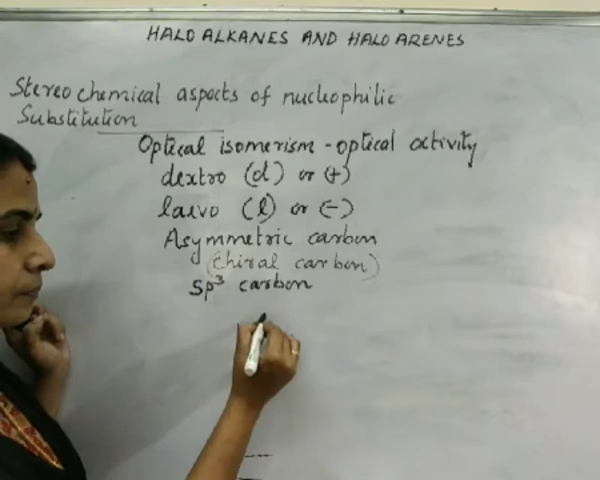 HALO ALKANES AND HALO ARENES
Stereo chemical aspects of nucleophilic
Substitution
Optical isomerism - optical activity
dextro (d) or (+)
laevo (l) or (-)
Asymmetric carbon
(chiral carbon)
sp³ carbon